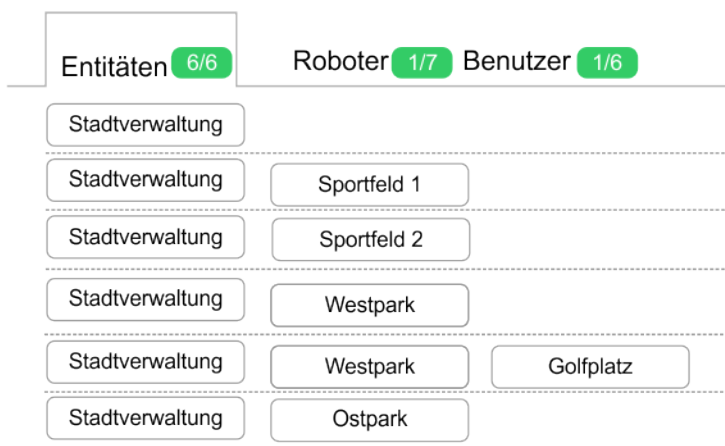 Entitäten 6/6 Roboter 1/7 Benutzer 1/6
Stadtverwaltung
Stadtverwaltung Sportfeld 1
Stadtverwaltung Sportfeld 2
Stadtverwaltung Westpark
Stadtverwaltung Westpark Golfplatz
Stadtverwaltung Ostpark